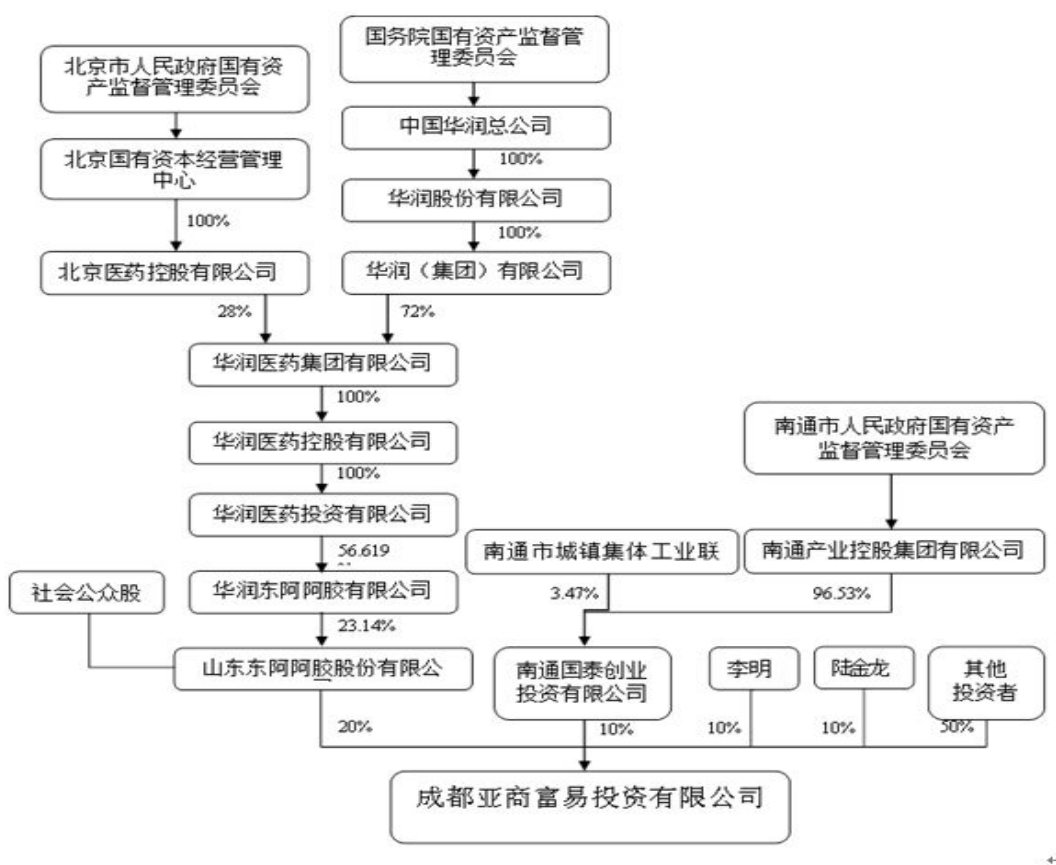 国务院国有资产监督管
理委员会
北京市人民政府国有资
产监督管理委员会
中国华润总公司
100%
北京国有资本经营管理
中心
华润股份有限公司
100%
100%
北京医药控股有限公司
华润（集团）有限公司
28%
72%
华润医药集团有限公司
100%
华润医药控股有限公司
100%
南通市人民政府国有资产
监督管理委员会
华润医药投资有限公司
56.619
南通市城镇集体工业联
南通产业控股集团有限公司
社会公众股
华润东阿阿胶有限公司
3.47%
96.53%
23.14%
山东东阿阿胶股份有限公
南通国泰创业
投资有限公司
李明
陆金龙
其他
投资者
20%
10%
10%
10%
50%
成都亚商富易投资有限公司